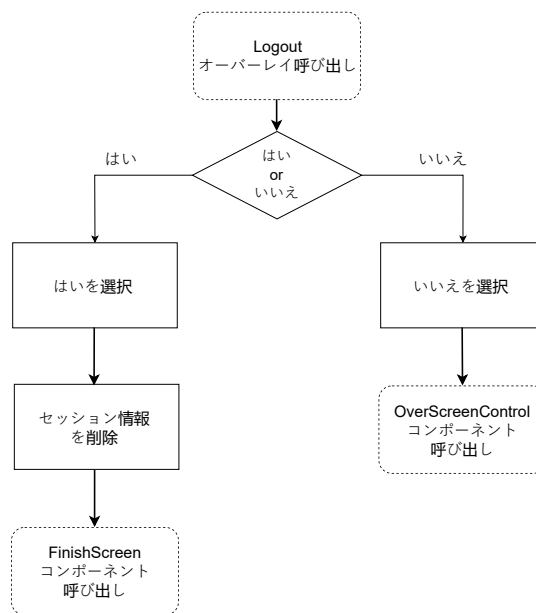 Logout
オーバーレイ呼び出し
はい
はい
or
いいえ
いいえ
はいを選択
いいえを選択
セッション情報
を削除
OverScreenControl
コンポーネント
呼び出し
FinishScreen
コンポーネント
呼び出し